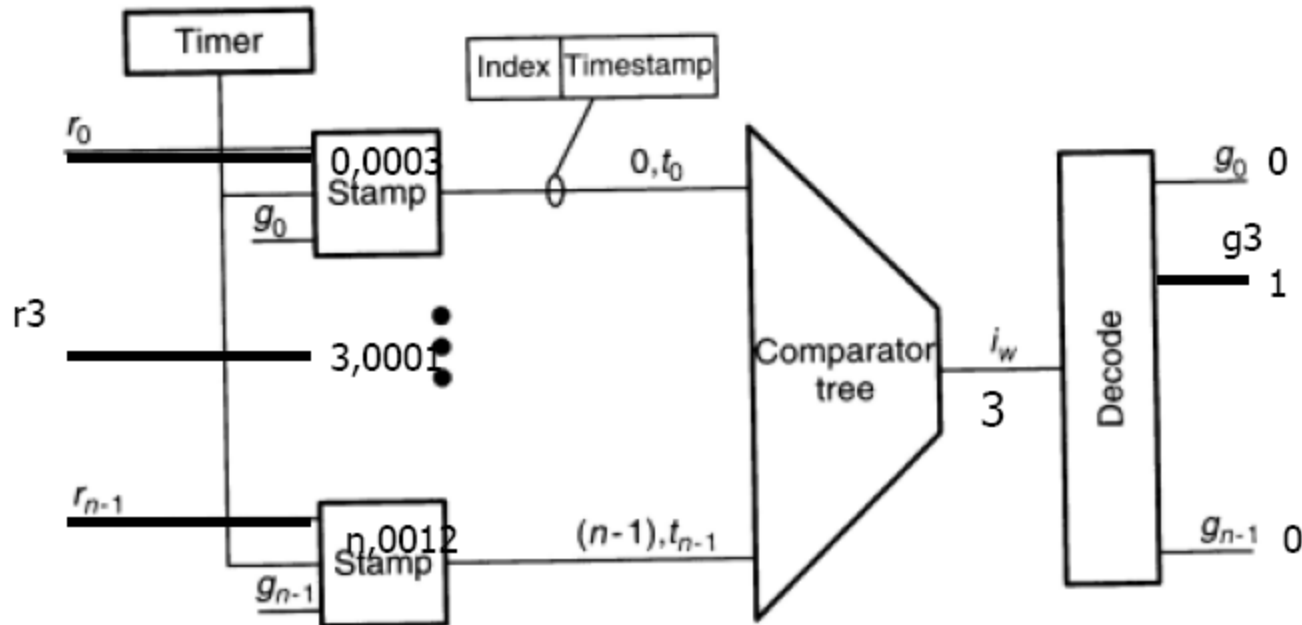 Timer
Index Timestamp
r0
0,0003
Stamp
g0
0,t0
g0 0
g3
1
r3
3,0001
Comparator
tree
iw
3
Decode
rn-1
n,0012
Stamp
gn-1
(n-1),tn-1
gn-1 0